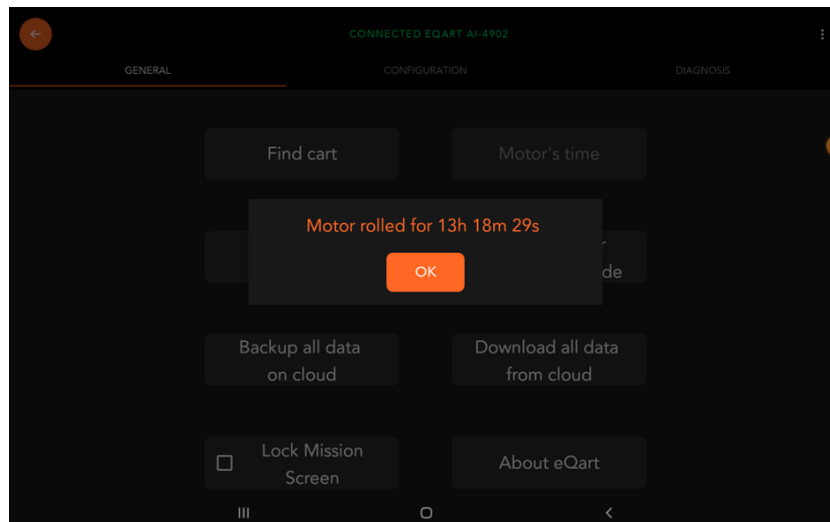 CONNECTED EQART AI-4902
GENERAL CONFIGURATION DIAGNOSIS
Find cart
Motor's time
Motor rolled for 13h 18m 29s
OK
Backup all data
on cloud
Download all data
from cloud
Lock Mission
Screen
About eQart